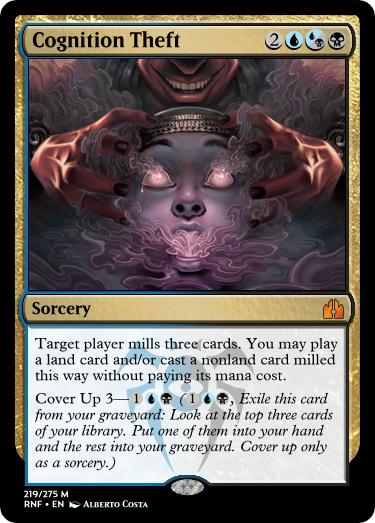 Cognition Theft 2
Sorcery
Target player mills three cards. You may play
a land card and/or cast a nonland card milled
this way without paying its mana cost.
Cover Up 3—1 (1, Exile this card
from your graveyard: Look at the top three cards
of your library. Put one of them into your hand
and the rest into your graveyard. Cover up only
as a sorcery.)
219/275 M
RNF • EN Alberto Costa